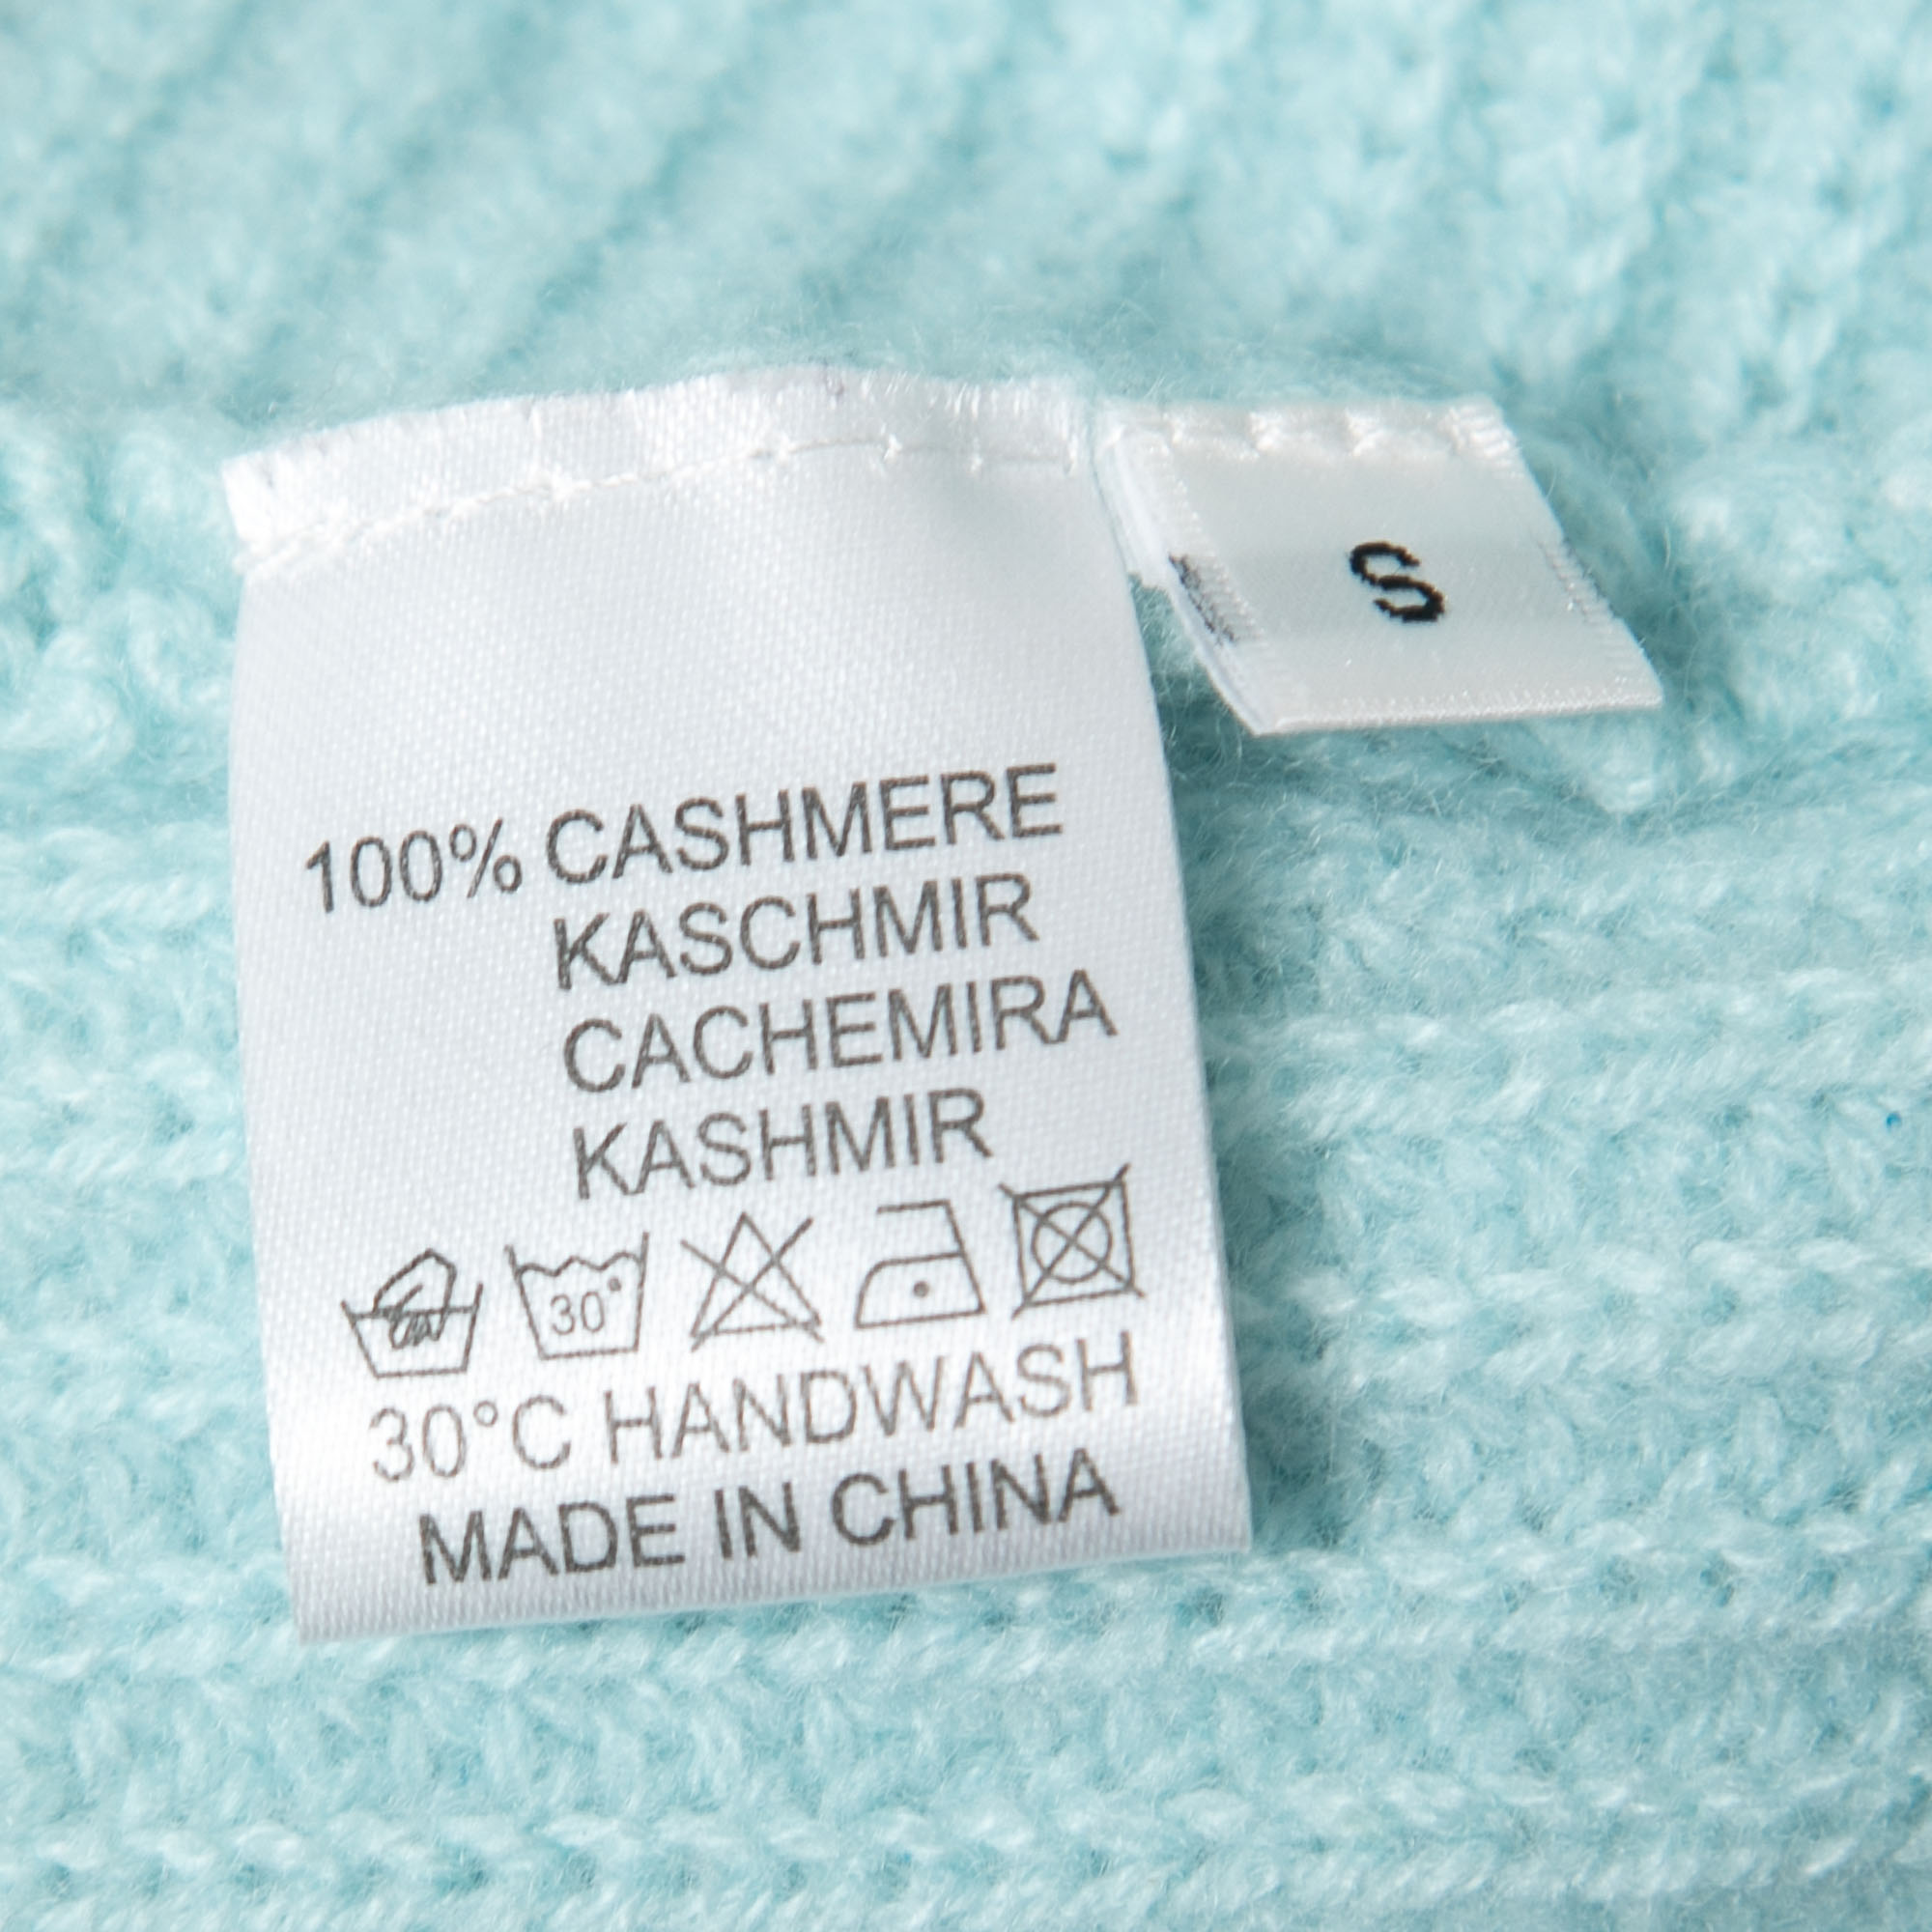 S
100% CASHMERE
KASCHMIR
CACHEMIRA
KASHMIR
30°
30°C HANDWASH
MADE IN CHINA